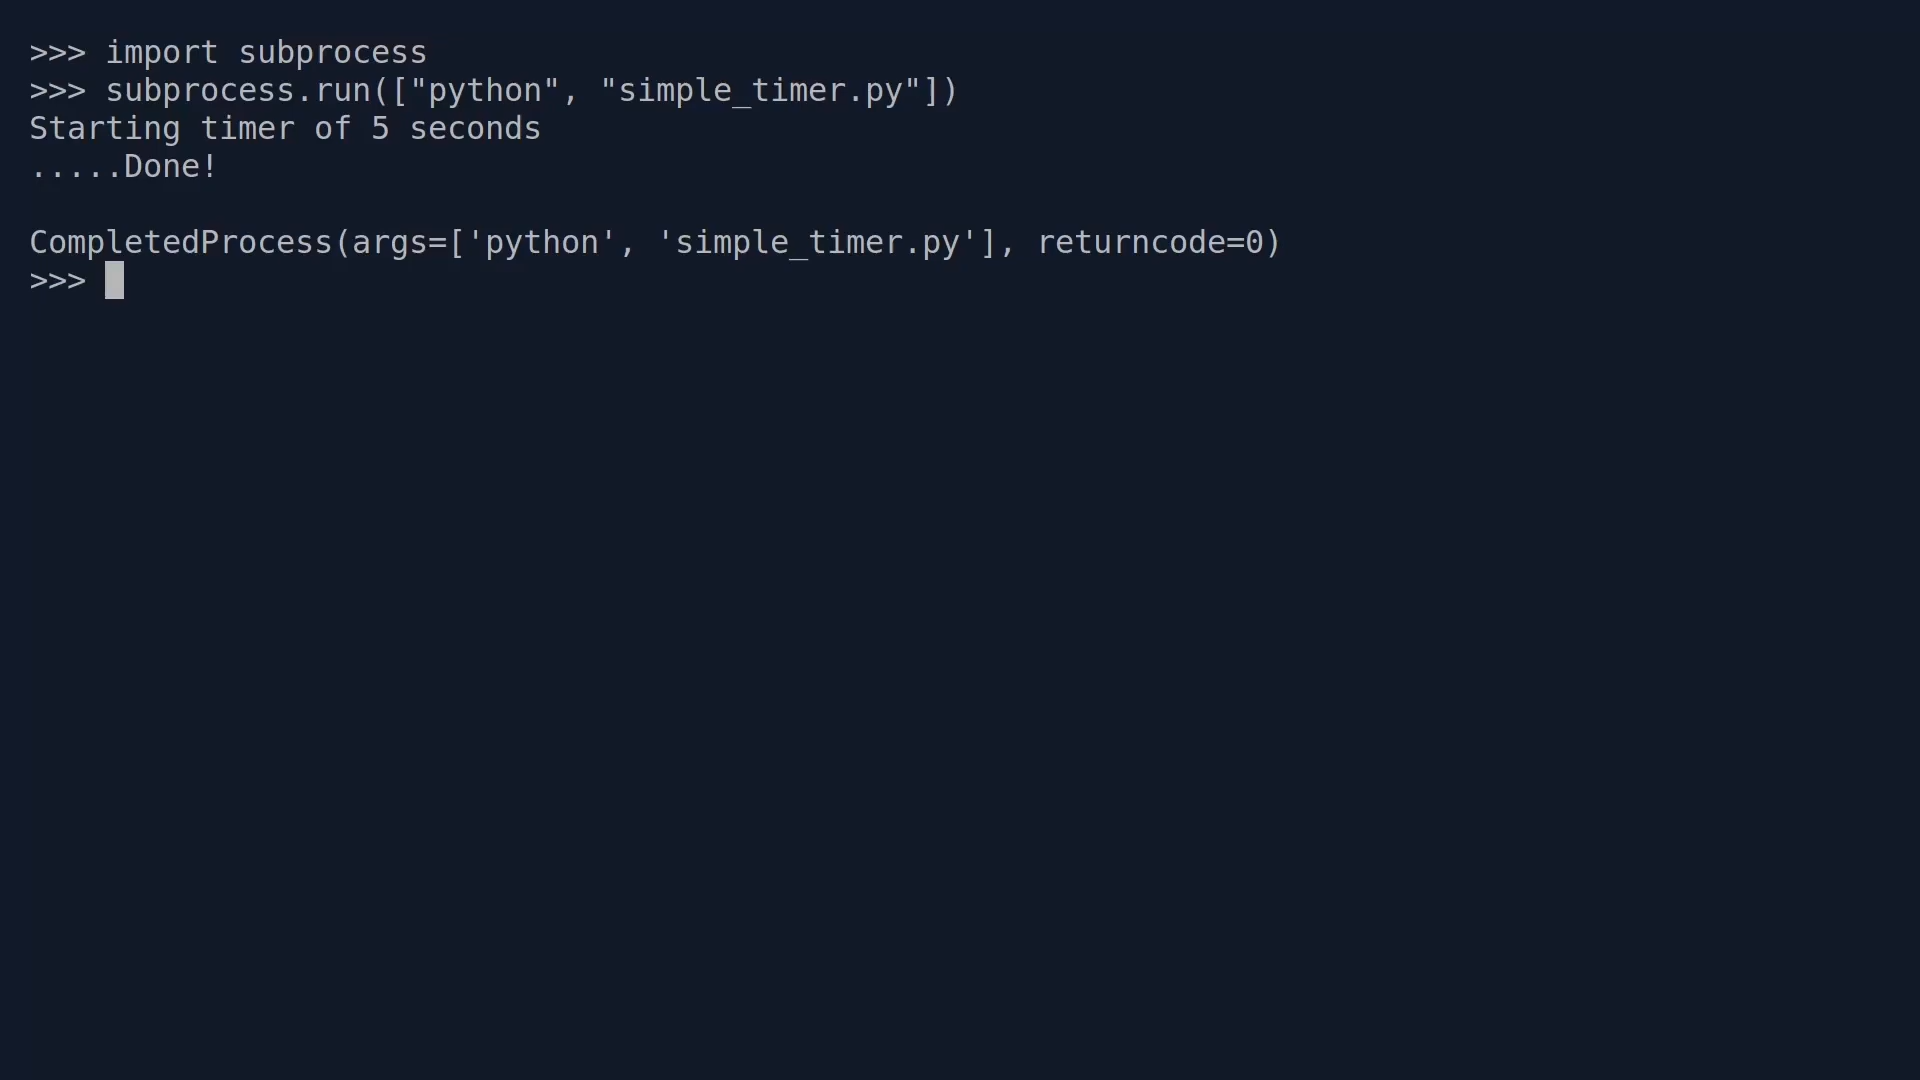 >>> import subprocess
>>> subprocess.run(["python", "simple_timer.py"])
Starting timer of 5 seconds
.....Done!
CompletedProcess(args=['python', 'simple_timer.py'], returncode=0)
>>>